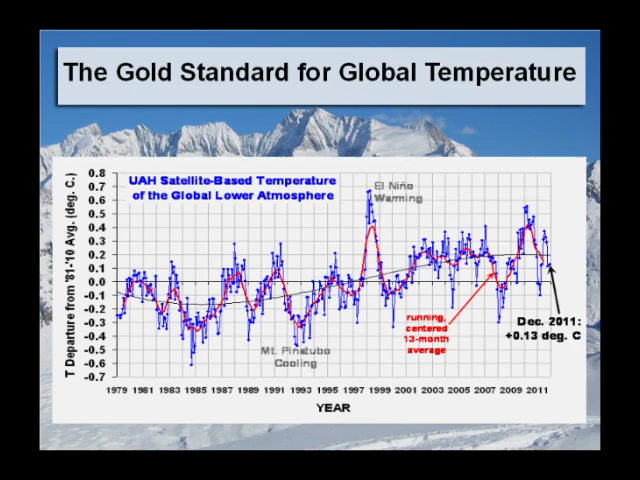 The Gold Standard for Global Temperature
T Departure from '81-'10 Avg. (deg. C.)
0.8
0.7
0.6
0.5
0.4
0.3
0.2
0.1
-0.0
-0.1
-0.2
-0.3
-0.4
-0.5
-0.6
-0.7
UAH Satellite-Based Temperature
of the Global Lower Atmosphere
El Niño
Warming
Mt. Pinatubo
Cooling
running,
centered
13-month
average
Dec. 2011:
+0.13 deg. C
1979 1981 1983 1985 1987 1989 1991 1993 1995 1997 1999 2001 2003 2005 2007 2009 2011
YEAR